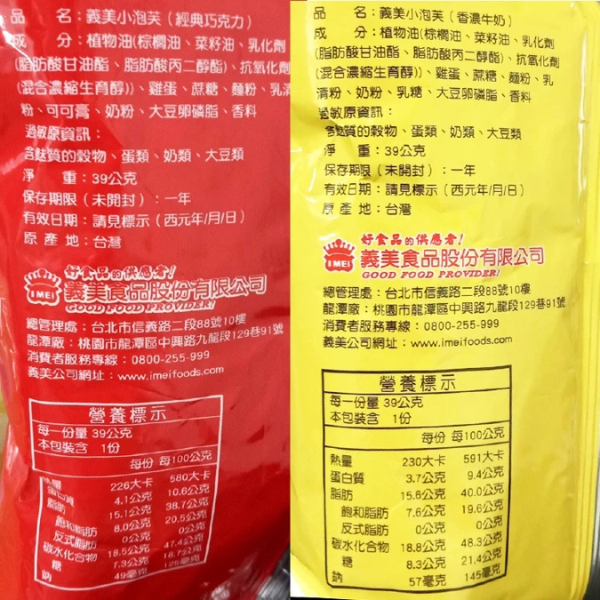 品　名：義美小泡芙（經典巧克力）
成　分：植物油(棕櫚油、菜籽油、乳化劑
(脂肪酸甘油酯、脂肪酸丙二醇酯)、抗氧化劑
(混合濃縮生育醇))、雞蛋、蔗糖、麵粉、乳清
粉、可可膏、奶粉、大豆卵磷脂、香料
過敏原資訊：
含麩質的穀物、蛋類、奶類、大豆類
淨　重：39公克
保存期限（未開封）：一年
有效日期：請見標示（西元年/月/日）
原 產 地：台灣
好食品的供應者!
I MEI
義美食品股份有限公司
GOOD FOOD PROVIDER!
總管理處：台北市信義路二段88號10樓
龍潭廠：桃園市龍潭區中興路九龍段129巷91號
消費者服務專線：0800-255-999
義美公司網址：www.imeifoods.com
營養標示
每一份量 39公克
本包裝含　1份
每份 每100公克
熱量 226大卡 580大卡
蛋白質 4.1公克 10.6公克
脂肪 15.1公克 38.7公克
飽和脂肪 8.0公克 20.5公克
反式脂肪 0公克 0公克
碳水化合物 18.5公克 47.4公克
糖 7.3公克 18.7公克
鈉 49毫克 126毫克
品　名：義美小泡芙（香濃牛奶）
成　分：植物油(棕櫚油、菜籽油、乳化劑
(脂肪酸甘油酯、脂肪酸丙二醇酯)、抗氧化劑
(混合濃縮生育醇))、雞蛋、蔗糖、麵粉、乳
清粉、奶粉、乳糖、大豆卵磷脂、香料
過敏原資訊：
含麩質的穀物、蛋類、奶類、大豆類
淨　重：39公克
保存期限（未開封）：一年
有效日期：請見標示（西元年/月/日）
原 產 地：台灣
好食品的供應者!
I MEI
義美食品股份有限公司
GOOD FOOD PROVIDER!
總管理處：台北市信義路二段88號10樓
龍潭廠：桃園市龍潭區中興路九龍段129巷91號
消費者服務專線：0800-255-999
義美公司網址：www.imeifoods.com
營養標示
每一份量 39公克
本包裝含　1份
每份 每100公克
熱量 230大卡 591大卡
蛋白質 3.7公克 9.4公克
脂肪 15.6公克 40.0公克
飽和脂肪 7.6公克 19.6公克
反式脂肪 0公克 0公克
碳水化合物 18.8公克 48.3公克
糖 8.3公克 21.4公克
鈉 57毫克 145毫克